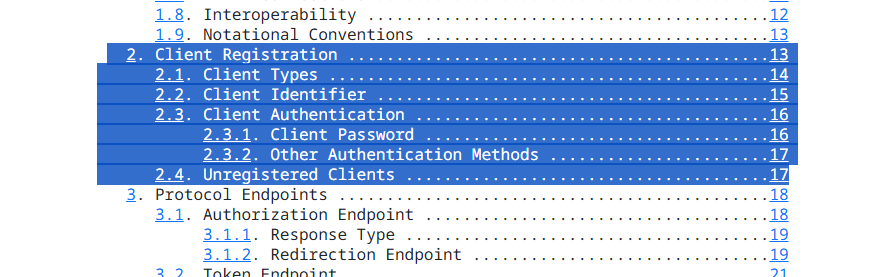 1.8. Interoperability ..........................................12
1.9. Notational Conventions .....................................13
2. Client Registration .............................................13
2.1. Client Types ...............................................14
2.2. Client Identifier ..........................................15
2.3. Client Authentication ......................................16
2.3.1. Client Password .....................................16
2.3.2. Other Authentication Methods ........................17
2.4. Unregistered Clients .......................................17
3. Protocol Endpoints ..............................................18
3.1. Authorization Endpoint .....................................18
3.1.1. Response Type .......................................19
3.1.2. Redirection Endpoint ................................19
3.2. Token Endpoint .............................................21